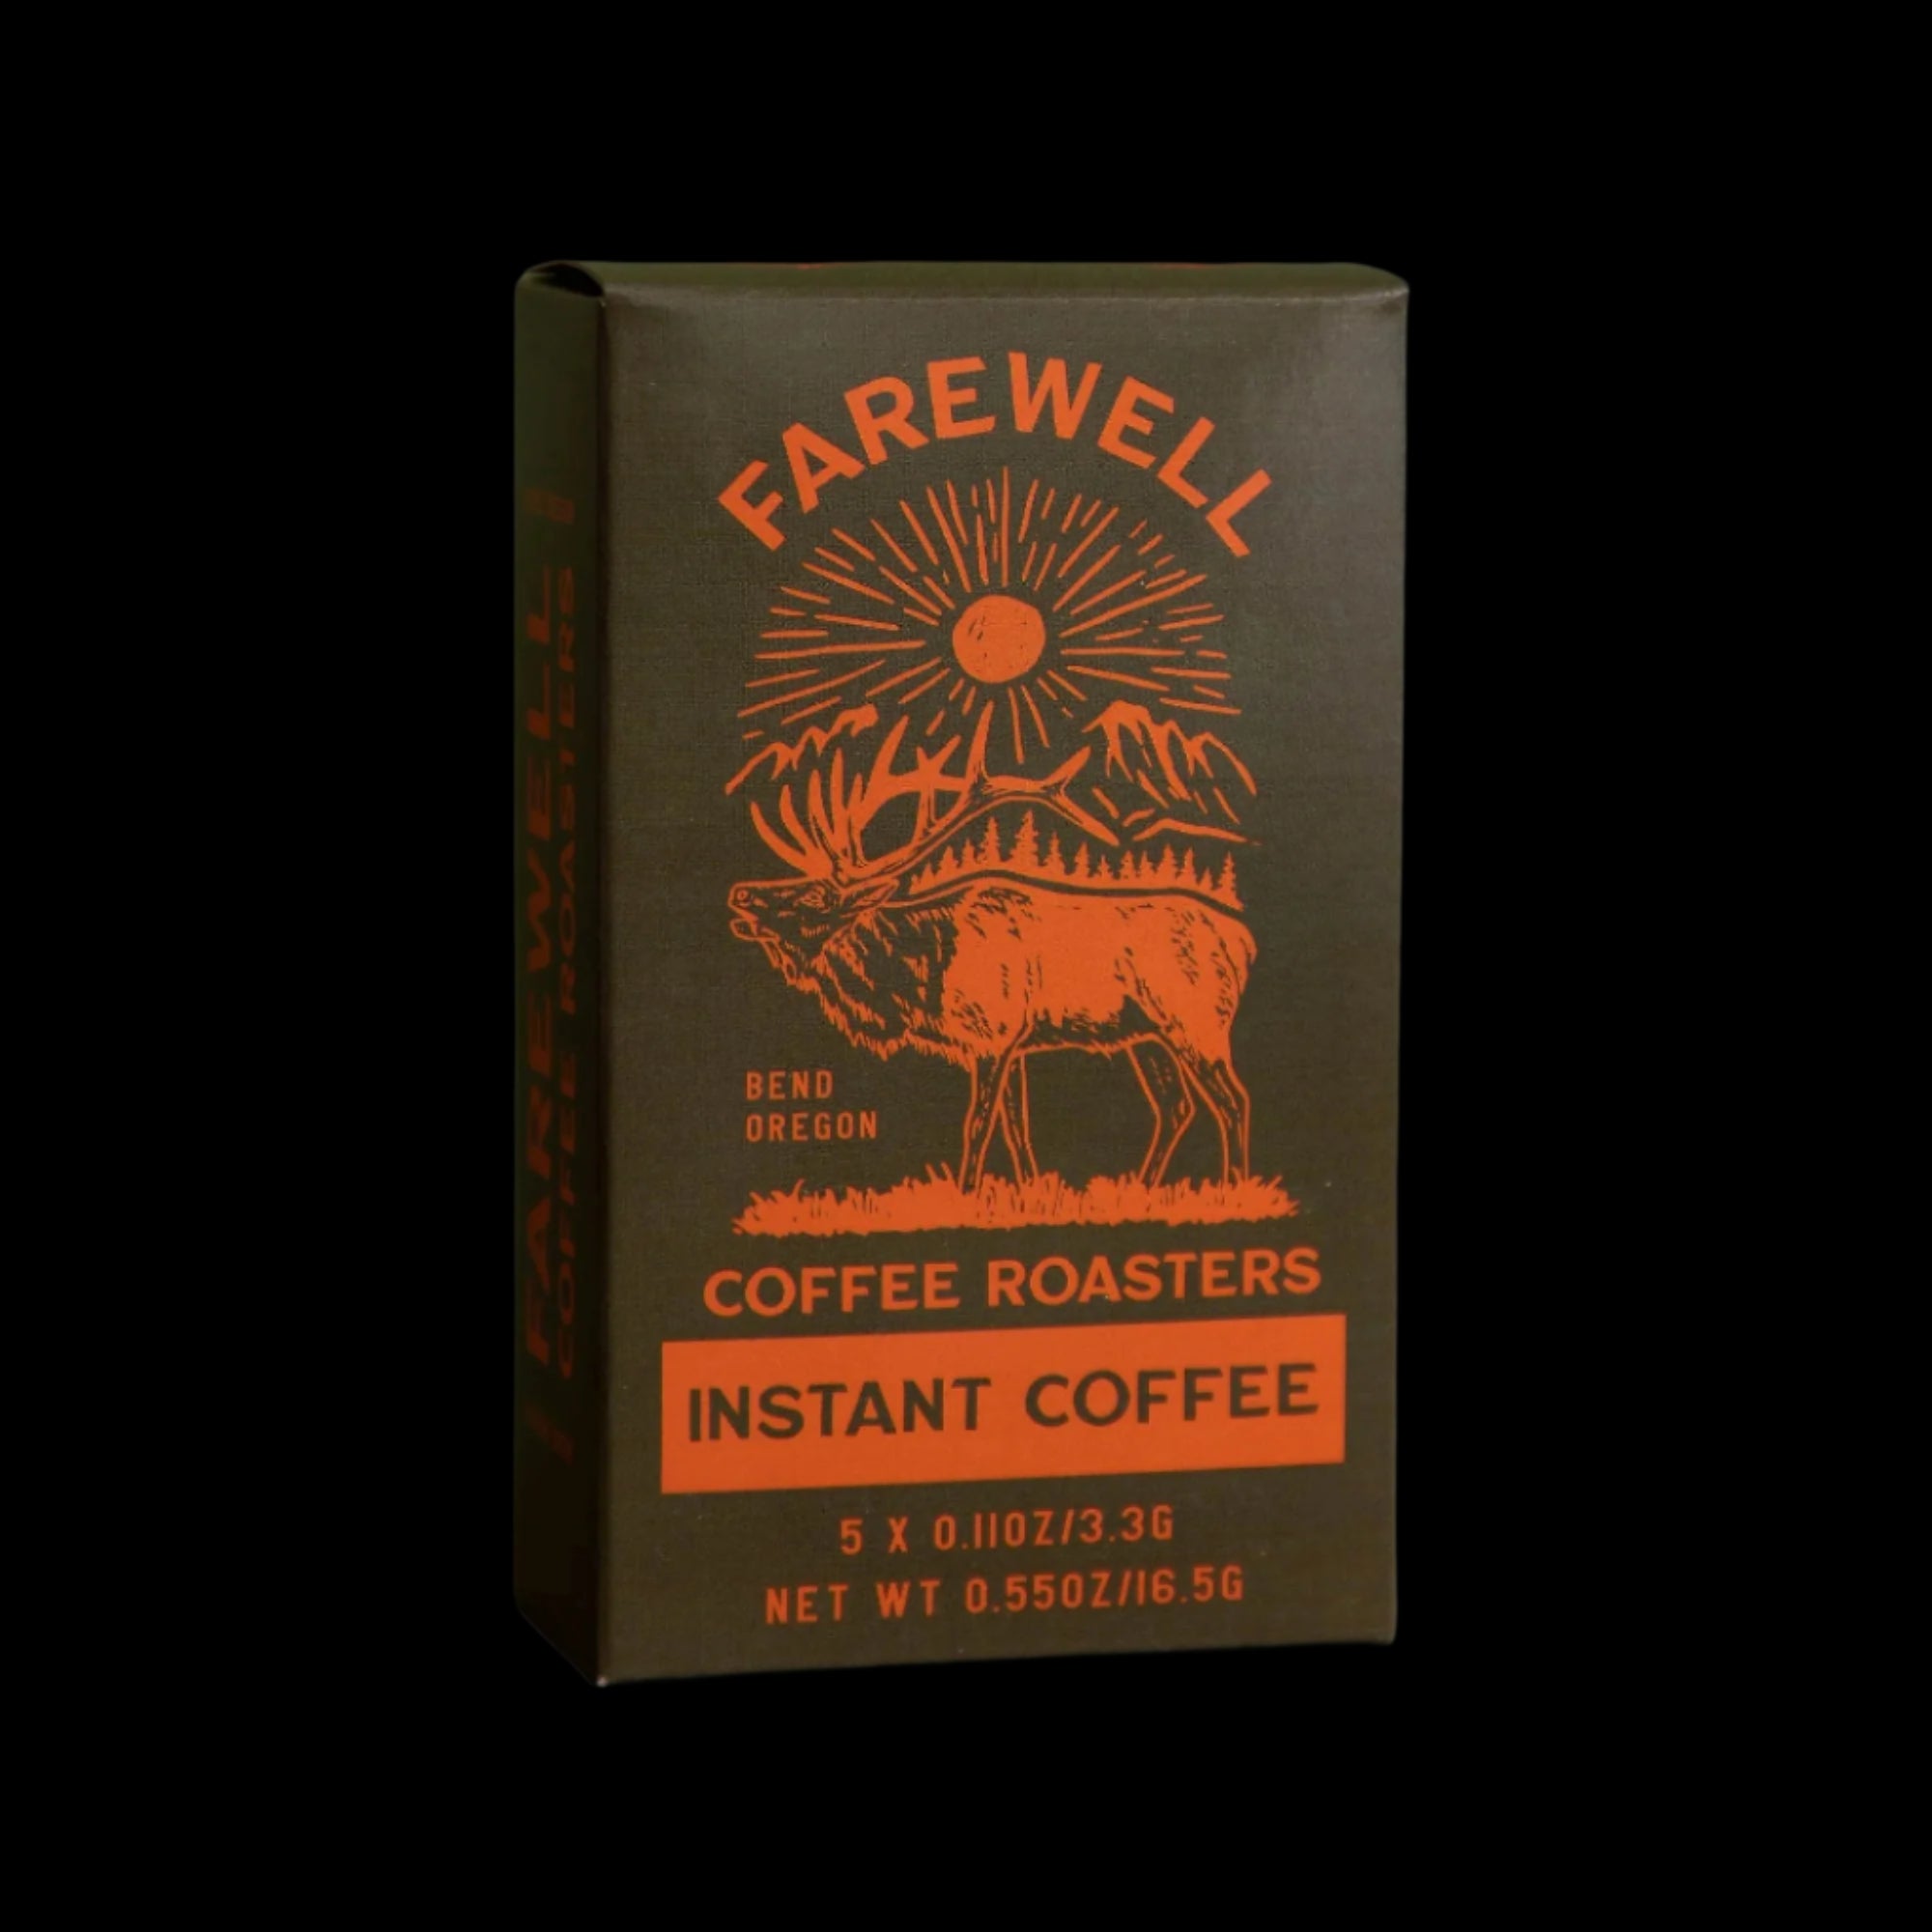 FAREWELL
BEND
OREGON
COFFEE ROASTERS
INSTANT COFFEE
5 X 0.11OZ/3.3G
NET WT 0.55OZ/16.5G
FAREWELL
COFFEE ROASTERS